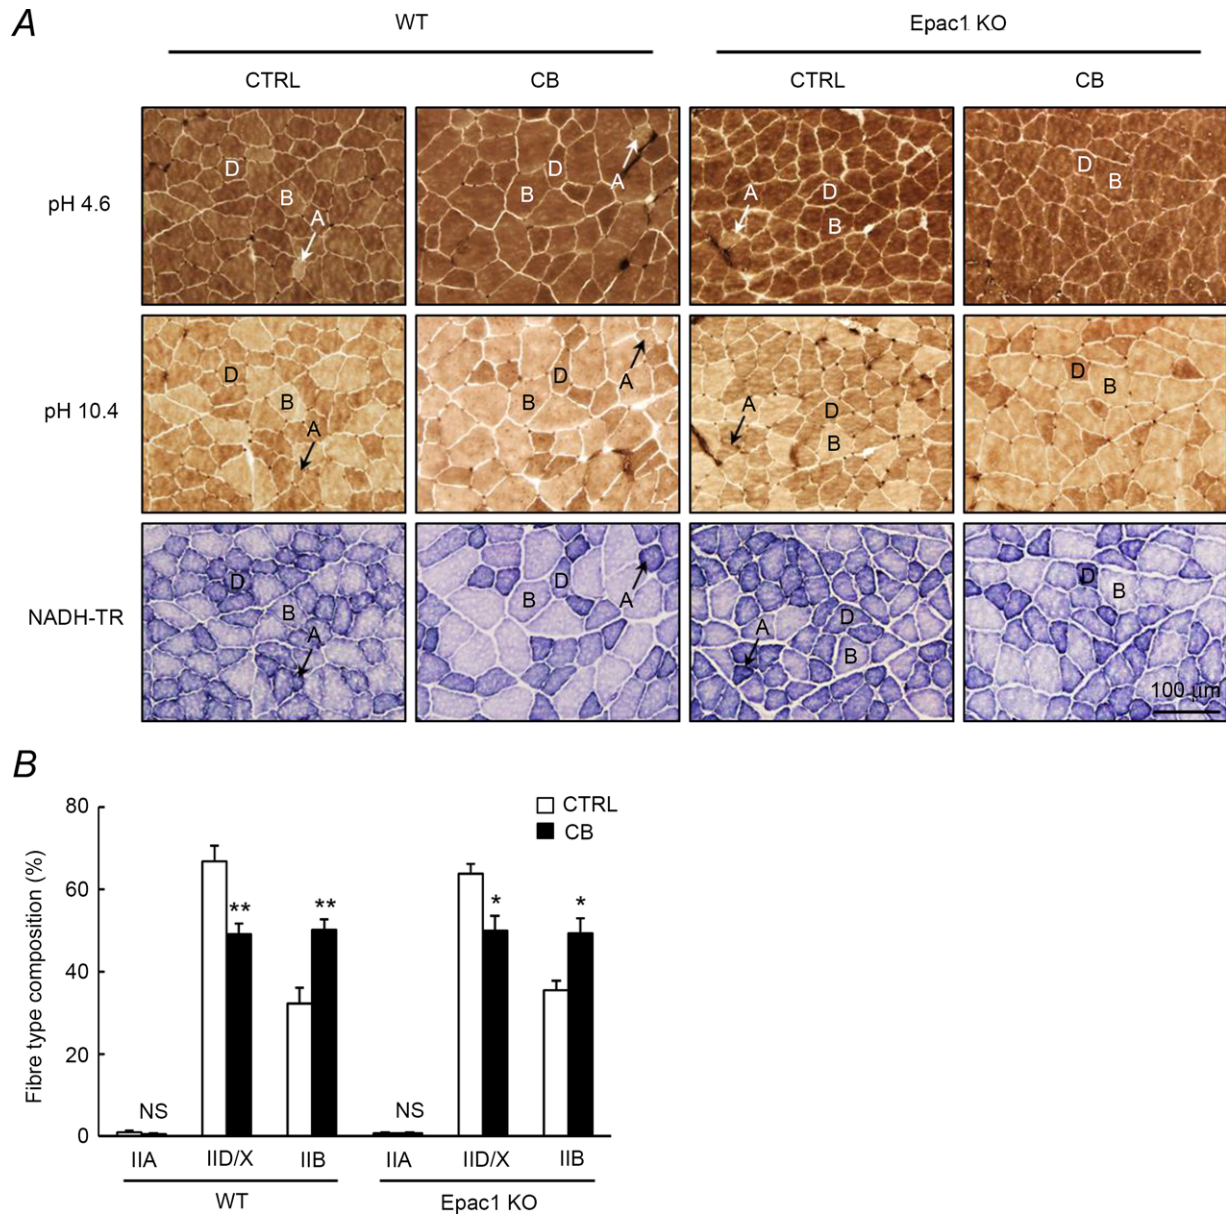 A
WT
Epac1 KO
CTRL
CB
CTRL
CB
pH 4.6
D
B
A
D
B
A
A
D
B
D
B
pH 10.4
D
B
A
D
B
A
A
D
B
D
B
NADH-TR
D
B
A
D
B
A
A
D
B
D
B
100 μm
B
Fibre type composition (%)
80
60
40
20
0
CTRL
CB
NS
**
**
NS
*
*
IIA
IID/X
IIB
IIA
IID/X
IIB
WT
Epac1 KO